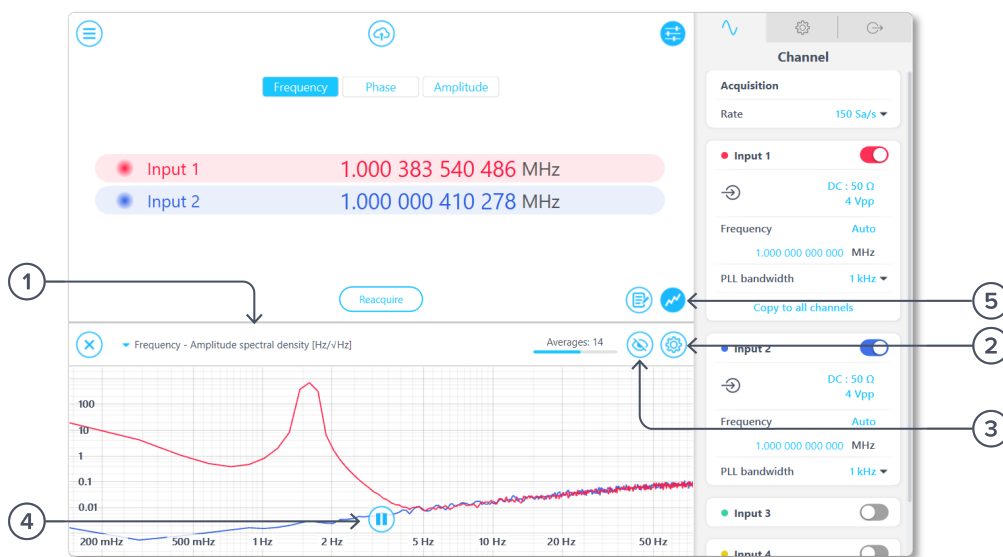 Channel
Frequency
Phase
Amplitude
Acquisition
Rate
150 Sa/s
Input 1
1.000 383 540 486 MHz
Input 2
1.000 000 410 278 MHz
Input 1
DC : 50 Ω
4 Vpp
Frequency
Auto
1.000 000 000 000 MHz
PLL bandwidth
1 kHz
Copy to all channels
1
Reacquire
5
Frequency - Amplitude spectral density [Hz/√Hz]
Averages: 14
2
Input 2
DC : 50 Ω
4 Vpp
Frequency
Auto
1.000 000 000 000 MHz
PLL bandwidth
1 kHz
3
Input 3
Input 4
100
10
1
0.1
0.01
4
200 mHz
500 mHz
1 Hz
2 Hz
5 Hz
10 Hz
20 Hz
50 Hz